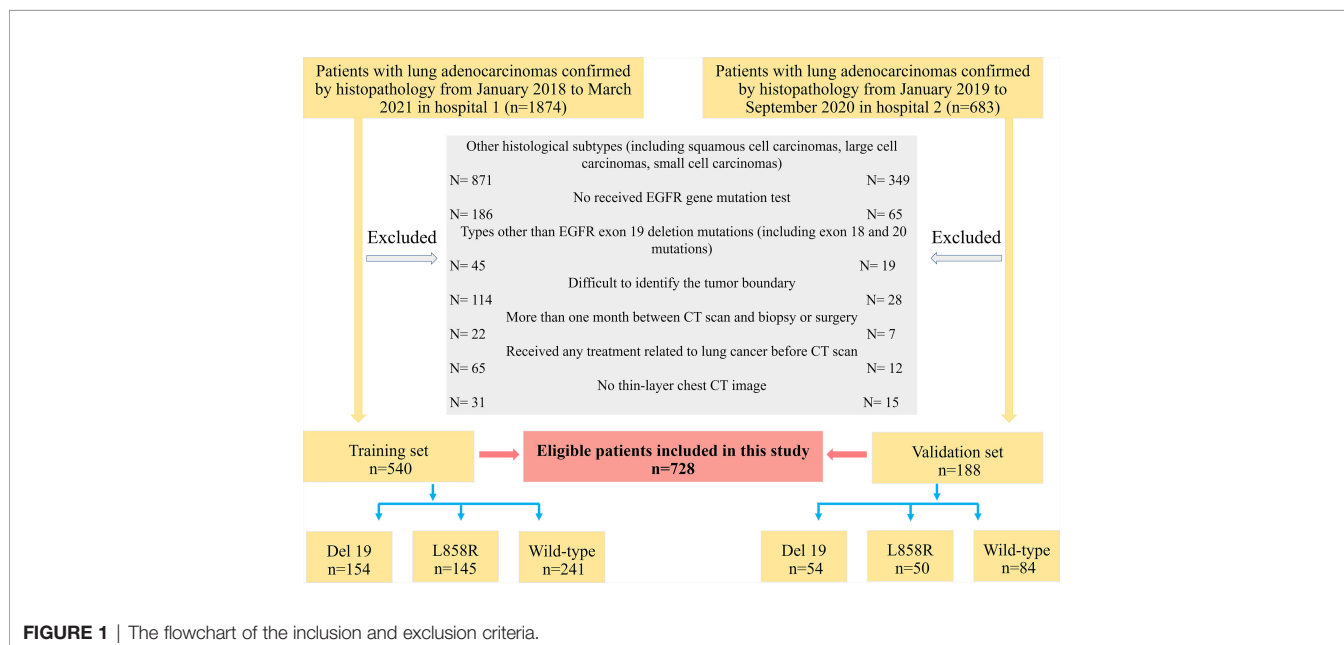 Patients with lung adenocarcinomas confirmed
by histopathology from January 2018 to March
2021 in hospital 1 (n=1874)
Patients with lung adenocarcinomas confirmed
by histopathology from January 2019 to
September 2020 in hospital 2 (n=683)
Other histological subtypes (including squamous cell carcinomas, large cell
carcinomas, small cell carcinomas)
N= 871
N= 349
No received EGFR gene mutation test
N= 186
N= 65
Excluded
Excluded
Types other than EGFR exon 19 deletion mutations (including exon 18 and 20
mutations)
N= 45
N= 19
Difficult to identify the tumor boundary
N= 114
N= 28
More than one month between CT scan and biopsy or surgery
N= 22
N= 7
Received any treatment related to lung cancer before CT scan
N= 65
N= 12
No thin-layer chest CT image
N= 31
N= 15
Training set
n=540
Eligible patients included in this study
n=728
Validation set
n=188
Del 19
n=154
L858R
n=145
Wild-type
n=241
Del 19
n=54
L858R
n=50
Wild-type
n=84
FIGURE 1 | The flowchart of the inclusion and exclusion criteria.